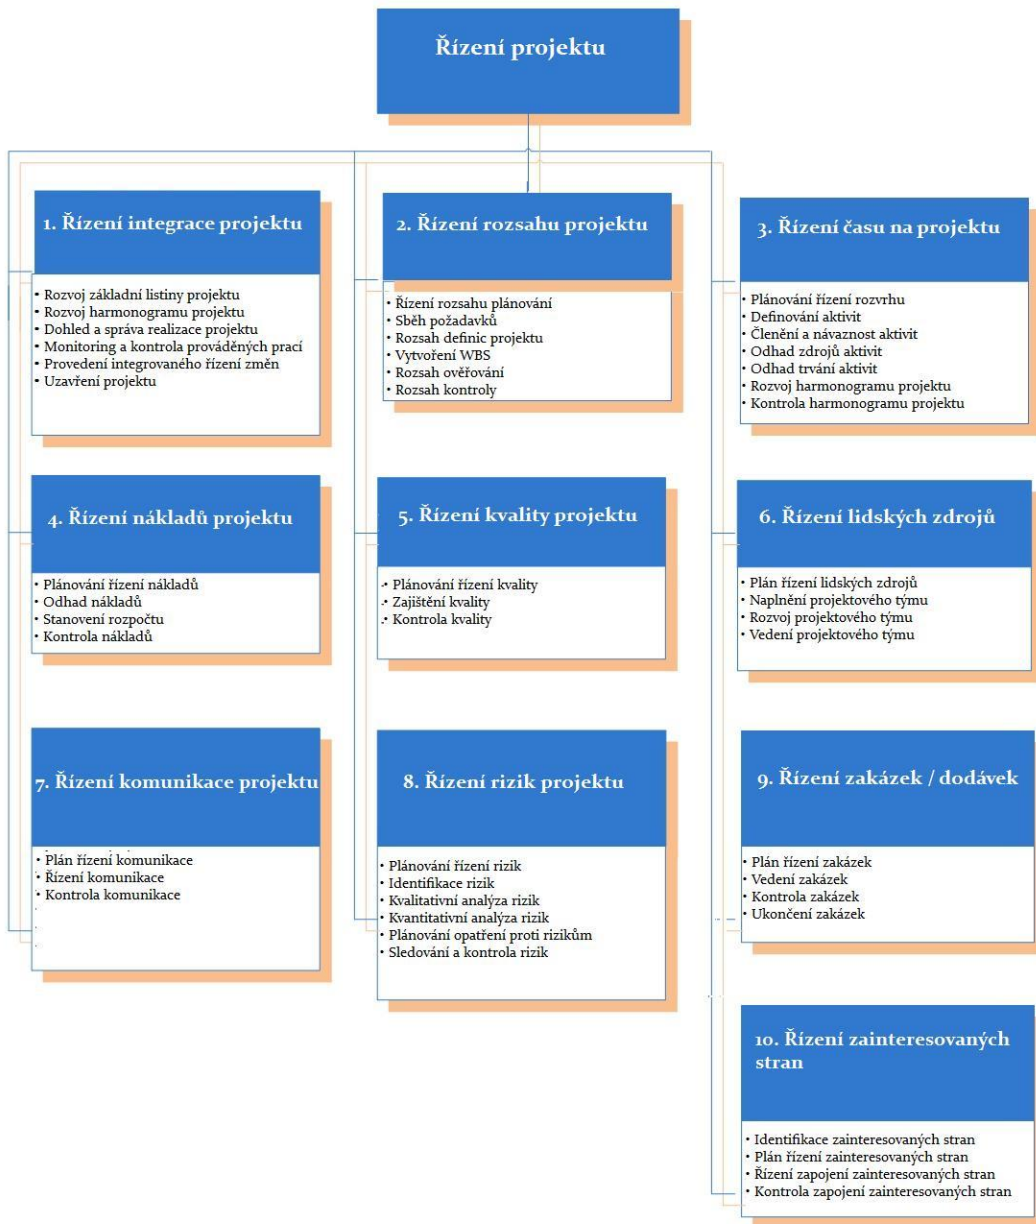 Řízení projektu
1. Řízení integrace projektu
• Rozvoj základní listiny projektu
• Rozvoj harmonogramu projektu
• Dohled a správa realizace projektu
• Monitoring a kontrola prováděných prací
• Provedení integrovaného řízení změn
• Uzavření projektu
2. Řízení rozsahu projektu
• Řízení rozsahu plánování
• Sběh požadavků
• Rozsah definic projektu
• Vytvoření WBS
• Rozsah ověřování
• Rozsah kontroly
3. Řízení času na projektu
• Plánování řízení rozvrhu
• Definování aktivit
• Členění a návaznost aktivit
• Odhad zdrojů aktivit
• Odhad trvání aktivit
• Rozvoj harmonogramu projektu
• Kontrola harmonogramu projektu
4. Řízení nákladů projektu
• Plánování řízení nákladů
• Odhad nákladů
• Stanovení rozpočtu
• Kontrola nákladů
5. Řízení kvality projektu
• Plánování řízení kvality
• Zajištění kvality
• Kontrola kvality
6. Řízení lidských zdrojů
• Plán řízení lidských zdrojů
• Naplnění projektového týmu
• Rozvoj projektového týmu
• Vedení projektového týmu
7. Řízení komunikace projektu
• Plán řízení komunikace
• Řízení komunikace
• Kontrola komunikace
8. Řízení rizik projektu
• Plánování řízení rizik
• Identifikace rizik
• Kvalitativní analýza rizik
• Kvantitativní analýza rizik
• Plánování opatření proti rizikům
• Sledování a kontrola rizik
9. Řízení zakázek / dodávek
• Plán řízení zakázek
• Vedení zakázek
• Kontrola zakázek
• Ukončení zakázek
10. Řízení zainteresovaných
stran
• Identifikace zainteresovaných stran
• Plán řízení zainteresovaných stran
• Řízení zapojení zainteresovaných stran
• Kontrola zapojení zainteresovaných stran